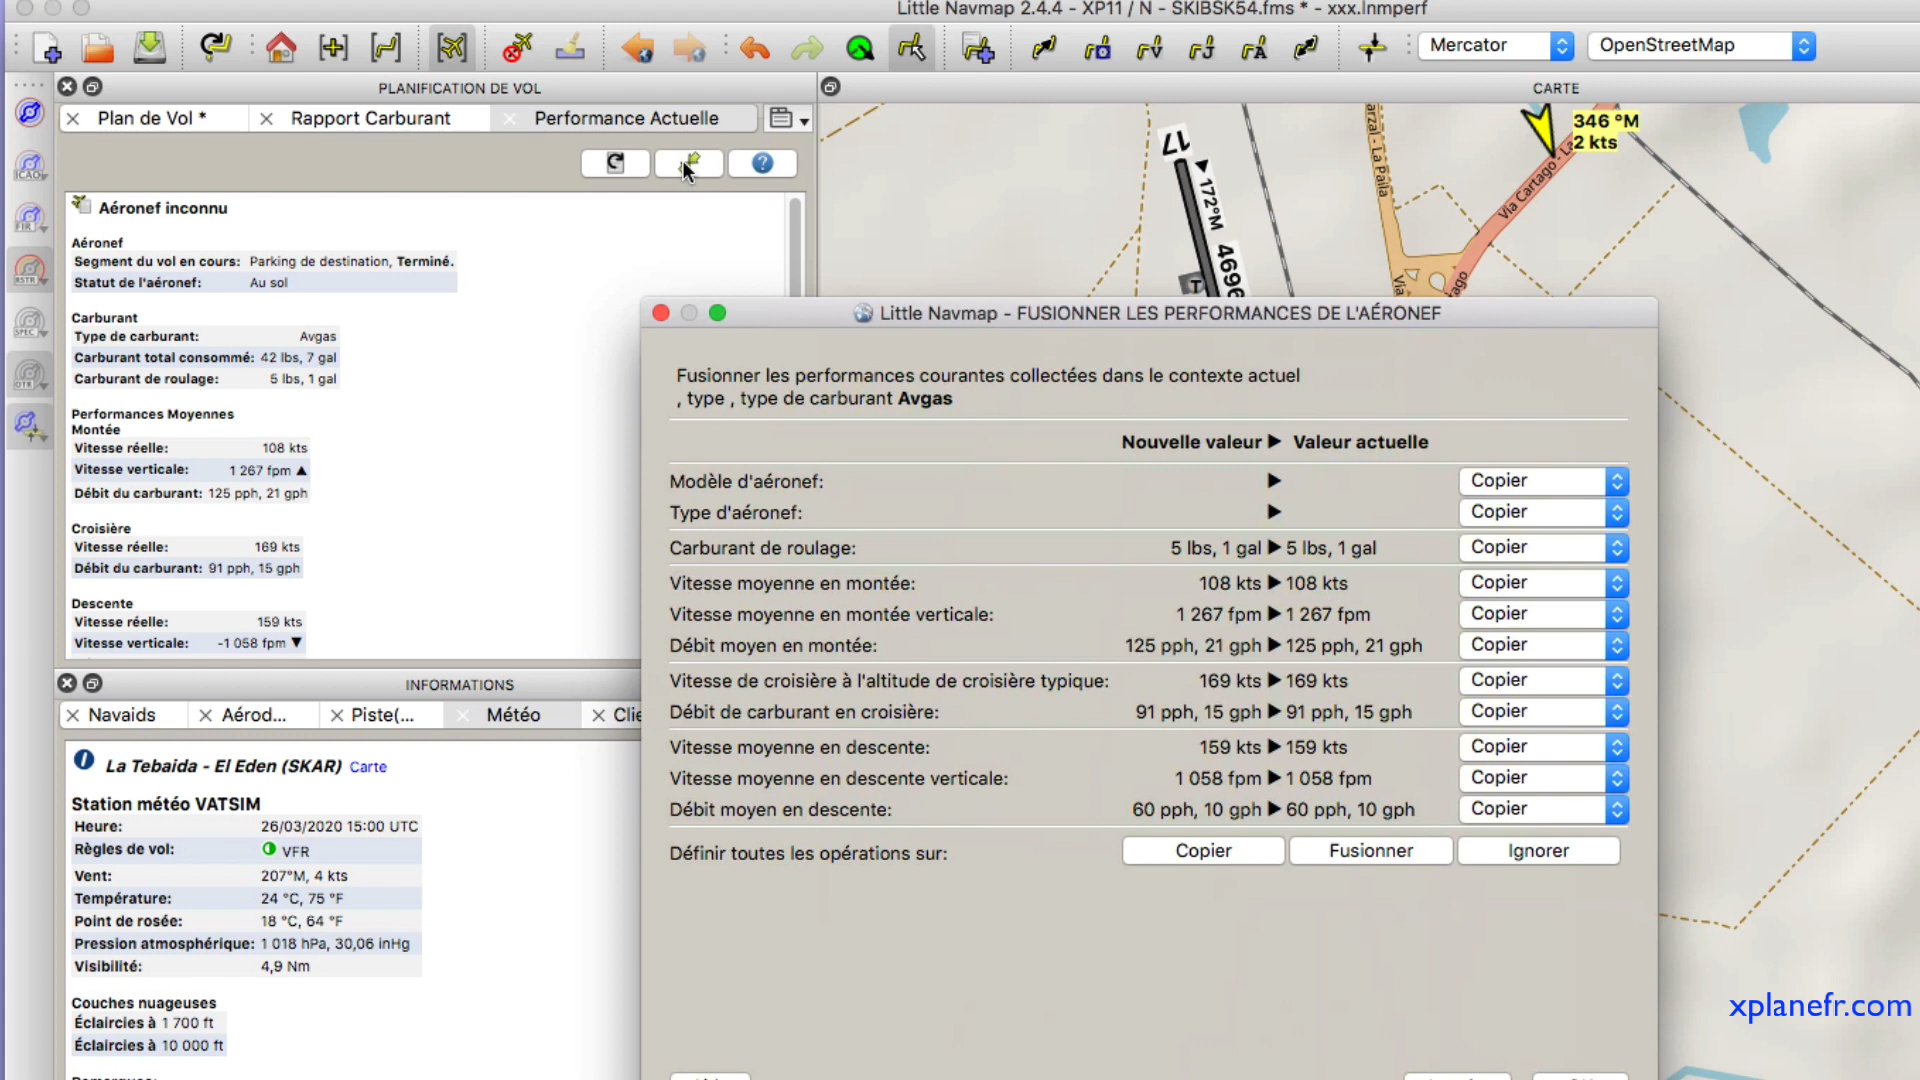 Little Navmap 2.4.4 - XP11 / N - SKIBSK54.fms * - xxx.lnmperf
Mercator
OpenStreetMap
PLANIFICATION DE VOL
CARTE
Plan de Vol *
Rapport Carburant
Performance Actuelle
ICAO
FIR
RSTR
SPEC
OTR
Aéronef inconnu
Aéronef
Segment du vol en cours: Parking de destination, Terminé.
Statut de l'aéronef: Au sol
Carburant
Type de carburant: Avgas
Carburant total consommé: 42 lbs, 7 gal
Carburant de roulage: 5 lbs, 1 gal
Performances Moyennes
Montée
Vitesse réelle: 108 kts
Vitesse verticale: 1 267 fpm ▲
Débit du carburant: 125 pph, 21 gph
Croisière
Vitesse réelle: 169 kts
Débit du carburant: 91 pph, 15 gph
Descente
Vitesse réelle: 159 kts
Vitesse verticale: -1 058 fpm ▼
17
172°M
4696
T
346 °M
2 kts
Via Cartago - La
arzal - La Paila
INFORMATIONS
Navaids
Aérod...
Piste(...
Météo
Clie
La Tebaida - El Eden (SKAR) Carte
Station météo VATSIM
Heure: 26/03/2020 15:00 UTC
Règles de vol: VFR
Vent: 207°M, 4 kts
Température: 24 °C, 75 °F
Point de rosée: 18 °C, 64 °F
Pression atmosphérique: 1 018 hPa, 30,06 inHg
Visibilité: 4,9 Nm
Couches nuageuses
Éclaircies à 1 700 ft
Éclaircies à 10 000 ft
Little Navmap - FUSIONNER LES PERFORMANCES DE L'AÉRONEF
Fusionner les performances courantes collectées dans le contexte actuel
, type , type de carburant Avgas
Nouvelle valeur ▶ Valeur actuelle
Modèle d'aéronef: ▶ Copier
Type d'aéronef: ▶ Copier
Carburant de roulage: 5 lbs, 1 gal ▶ 5 lbs, 1 gal Copier
Vitesse moyenne en montée: 108 kts ▶ 108 kts Copier
Vitesse moyenne en montée verticale: 1 267 fpm ▶ 1 267 fpm Copier
Débit moyen en montée: 125 pph, 21 gph ▶ 125 pph, 21 gph Copier
Vitesse de croisière à l'altitude de croisière typique: 169 kts ▶ 169 kts Copier
Débit de carburant en croisière: 91 pph, 15 gph ▶ 91 pph, 15 gph Copier
Vitesse moyenne en descente: 159 kts ▶ 159 kts Copier
Vitesse moyenne en descente verticale: 1 058 fpm ▶ 1 058 fpm Copier
Débit moyen en descente: 60 pph, 10 gph ▶ 60 pph, 10 gph Copier
Définir toutes les opérations sur: Copier Fusionner Ignorer
xplanefr.com